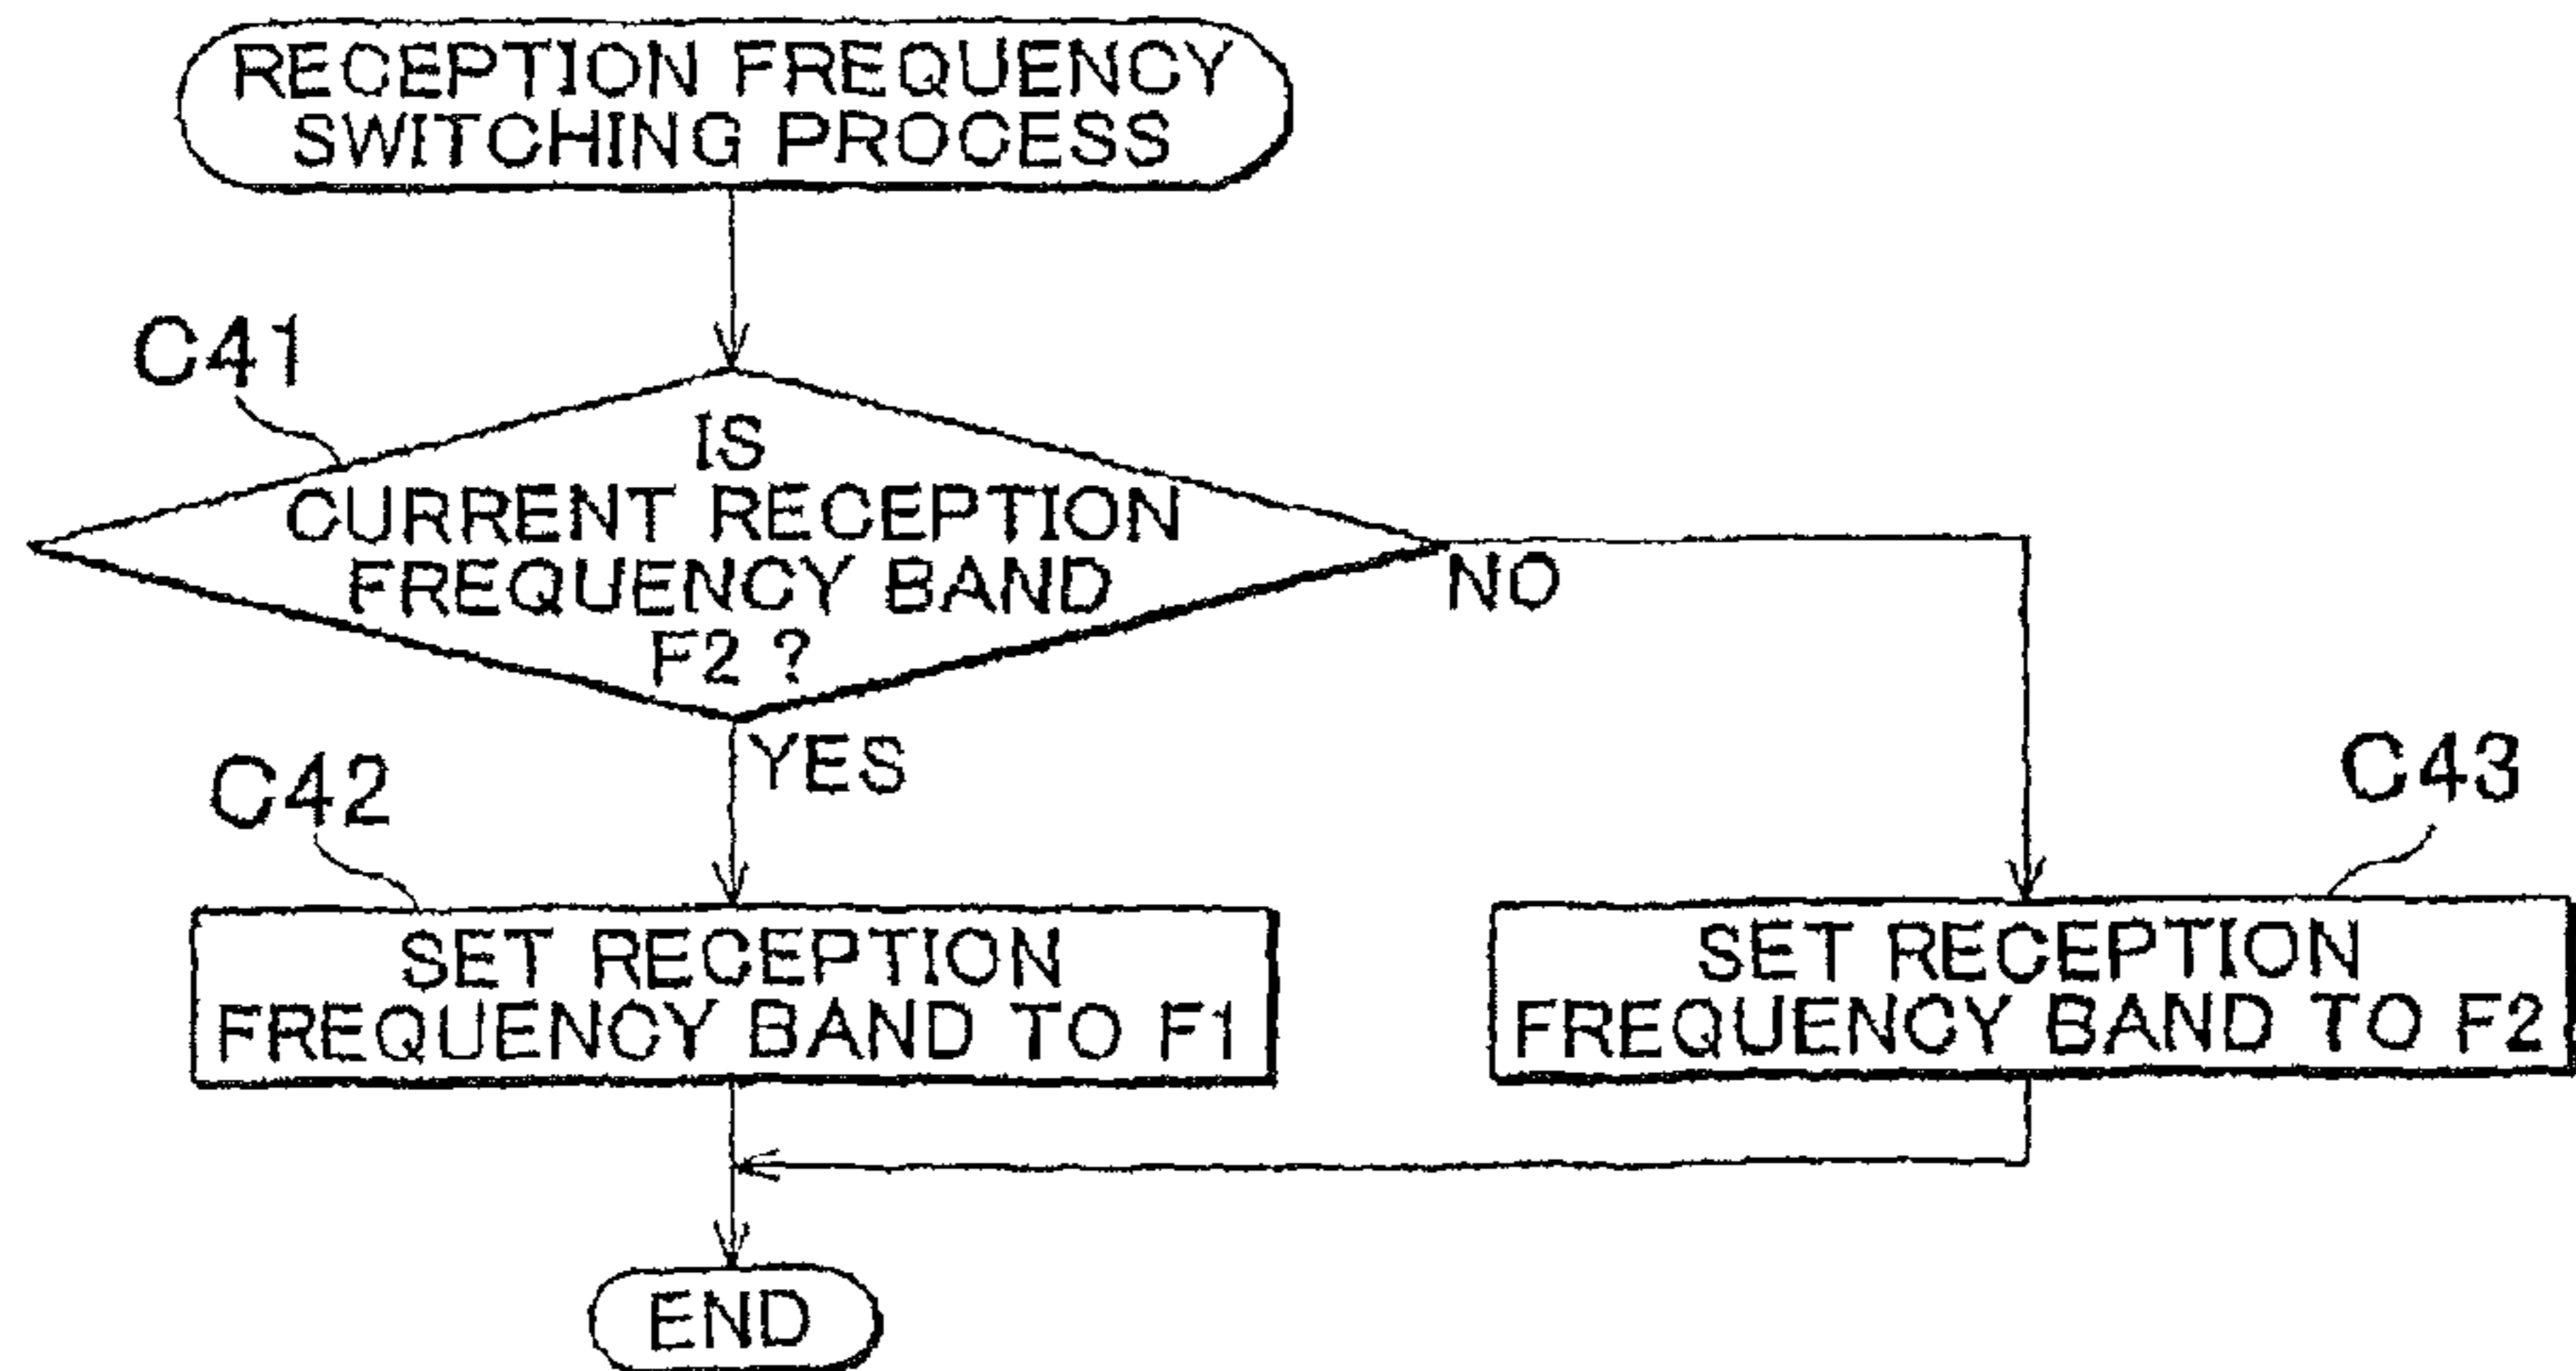 RECEPTION FREQUENCY
SWITCHING PROCESS
C41
IS
CURRENT RECEPTION
FREQUENCY BAND
F2 ?
NO
YES
C42
C43
SET RECEPTION
FREQUENCY BAND TO F1
SET RECEPTION
FREQUENCY BAND TO F2
END